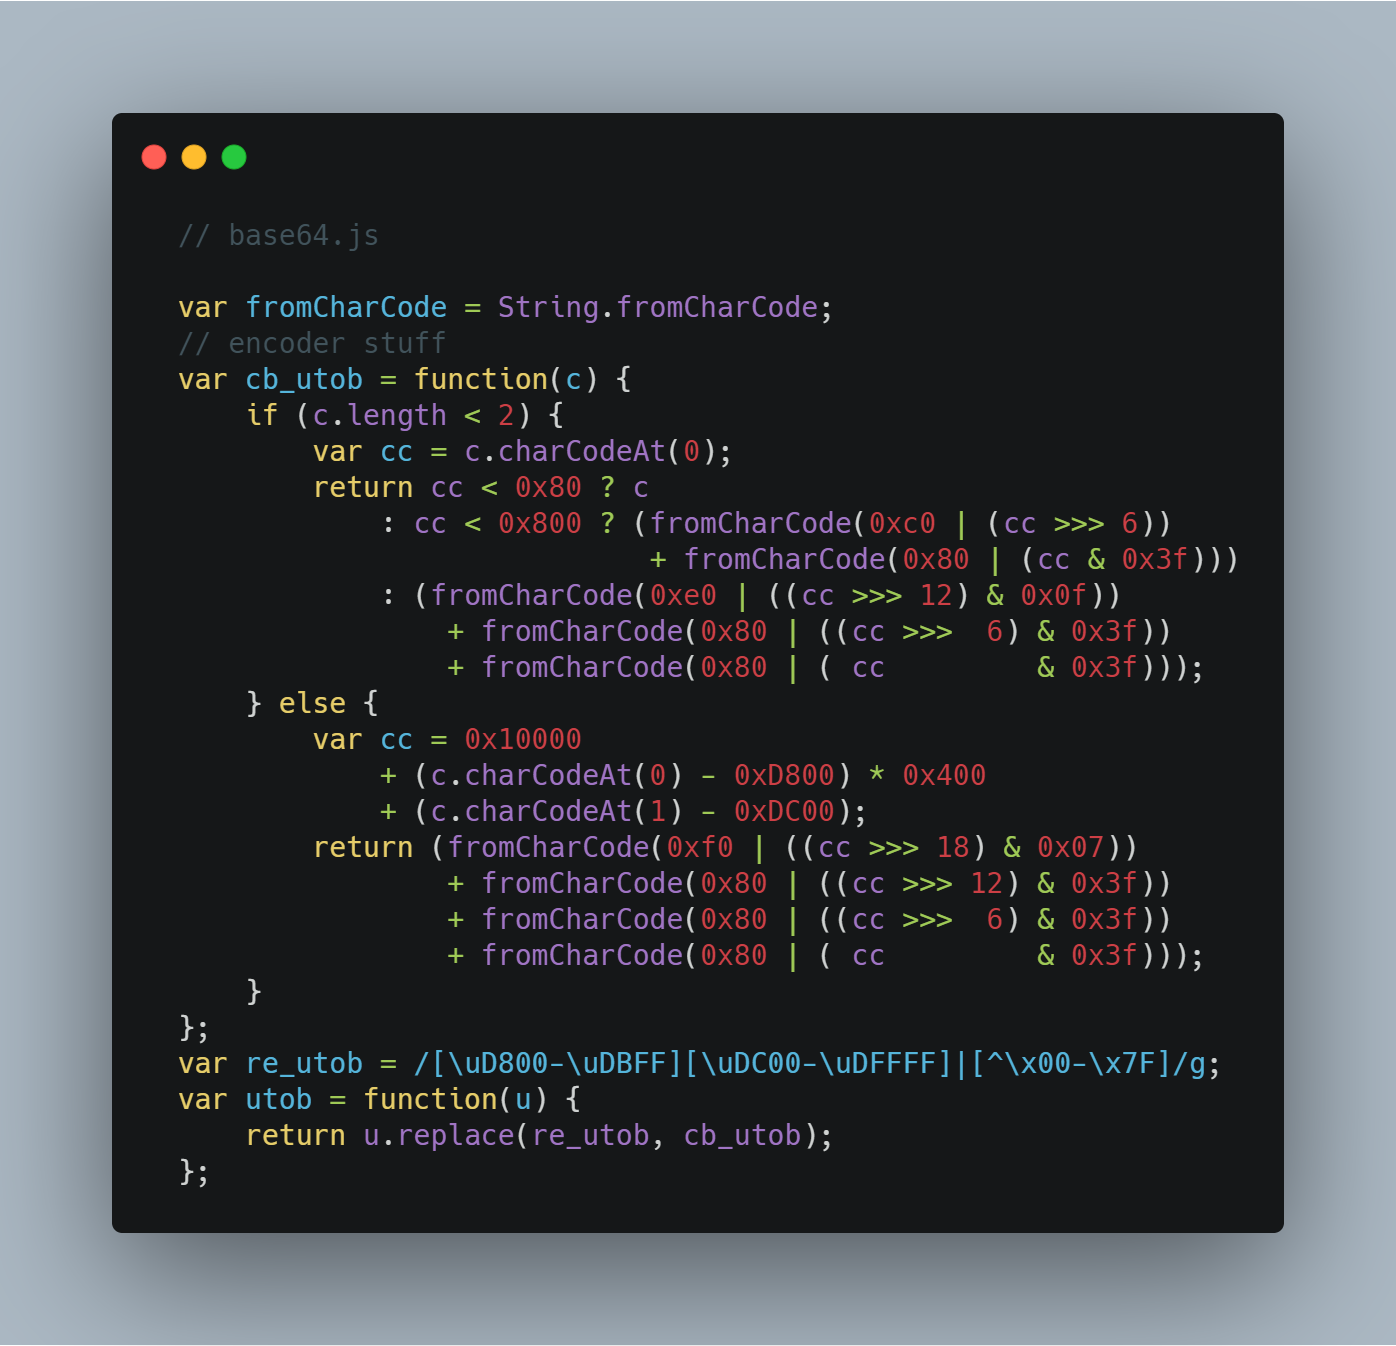 // base64.js

var fromCharCode = String.fromCharCode;
// encoder stuff
var cb_utob = function(c) {
    if (c.length < 2) {
        var cc = c.charCodeAt(0);
        return cc < 0x80 ? c
            : cc < 0x800 ? (fromCharCode(0xc0 | (cc >>> 6))
                            + fromCharCode(0x80 | (cc & 0x3f)))
            : (fromCharCode(0xe0 | ((cc >>> 12) & 0x0f))
                + fromCharCode(0x80 | ((cc >>>  6) & 0x3f))
                + fromCharCode(0x80 | ( cc         & 0x3f)));
    } else {
        var cc = 0x10000
            + (c.charCodeAt(0) - 0xD800) * 0x400
            + (c.charCodeAt(1) - 0xDC00);
        return (fromCharCode(0xf0 | ((cc >>> 18) & 0x07))
                + fromCharCode(0x80 | ((cc >>> 12) & 0x3f))
                + fromCharCode(0x80 | ((cc >>>  6) & 0x3f))
                + fromCharCode(0x80 | ( cc         & 0x3f)));
    }
};
var re_utob = /[\uD800-\uDBFF][\uDC00-\uDFFFF]|[^\x00-\x7F]/g;
var utob = function(u) {
    return u.replace(re_utob, cb_utob);
};